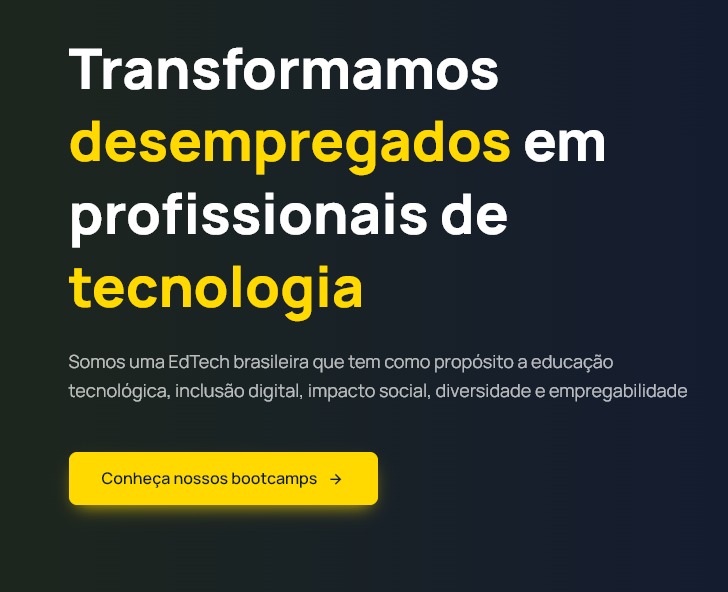 Transformamos
desempregados em
profissionais de
tecnologia
Somos uma EdTech brasileira que tem como propósito a educação
tecnológica, inclusão digital, impacto social, diversidade e empregabilidade
Conheça nossos bootcamps →